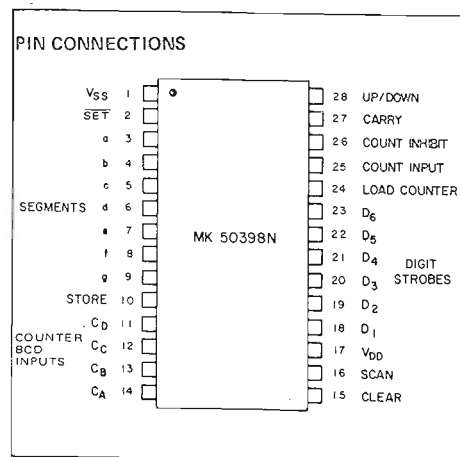 PIN CONNECTIONS
VSS 1
SET 2
a 3
b 4
c 5
SEGMENTS d 6
e 7
f 8
g 9
STORE 10
CD 11
COUNTER BCD INPUTS
CC 12
CB 13
CA 14
MK 50398N
28 UP/DOWN
27 CARRY
26 COUNT INHIBIT
25 COUNT INPUT
24 LOAD COUNTER
23 D6
22 D5
21 D4
DIGIT STROBES
20 D3
19 D2
18 D1
17 VDD
16 SCAN
15 CLEAR